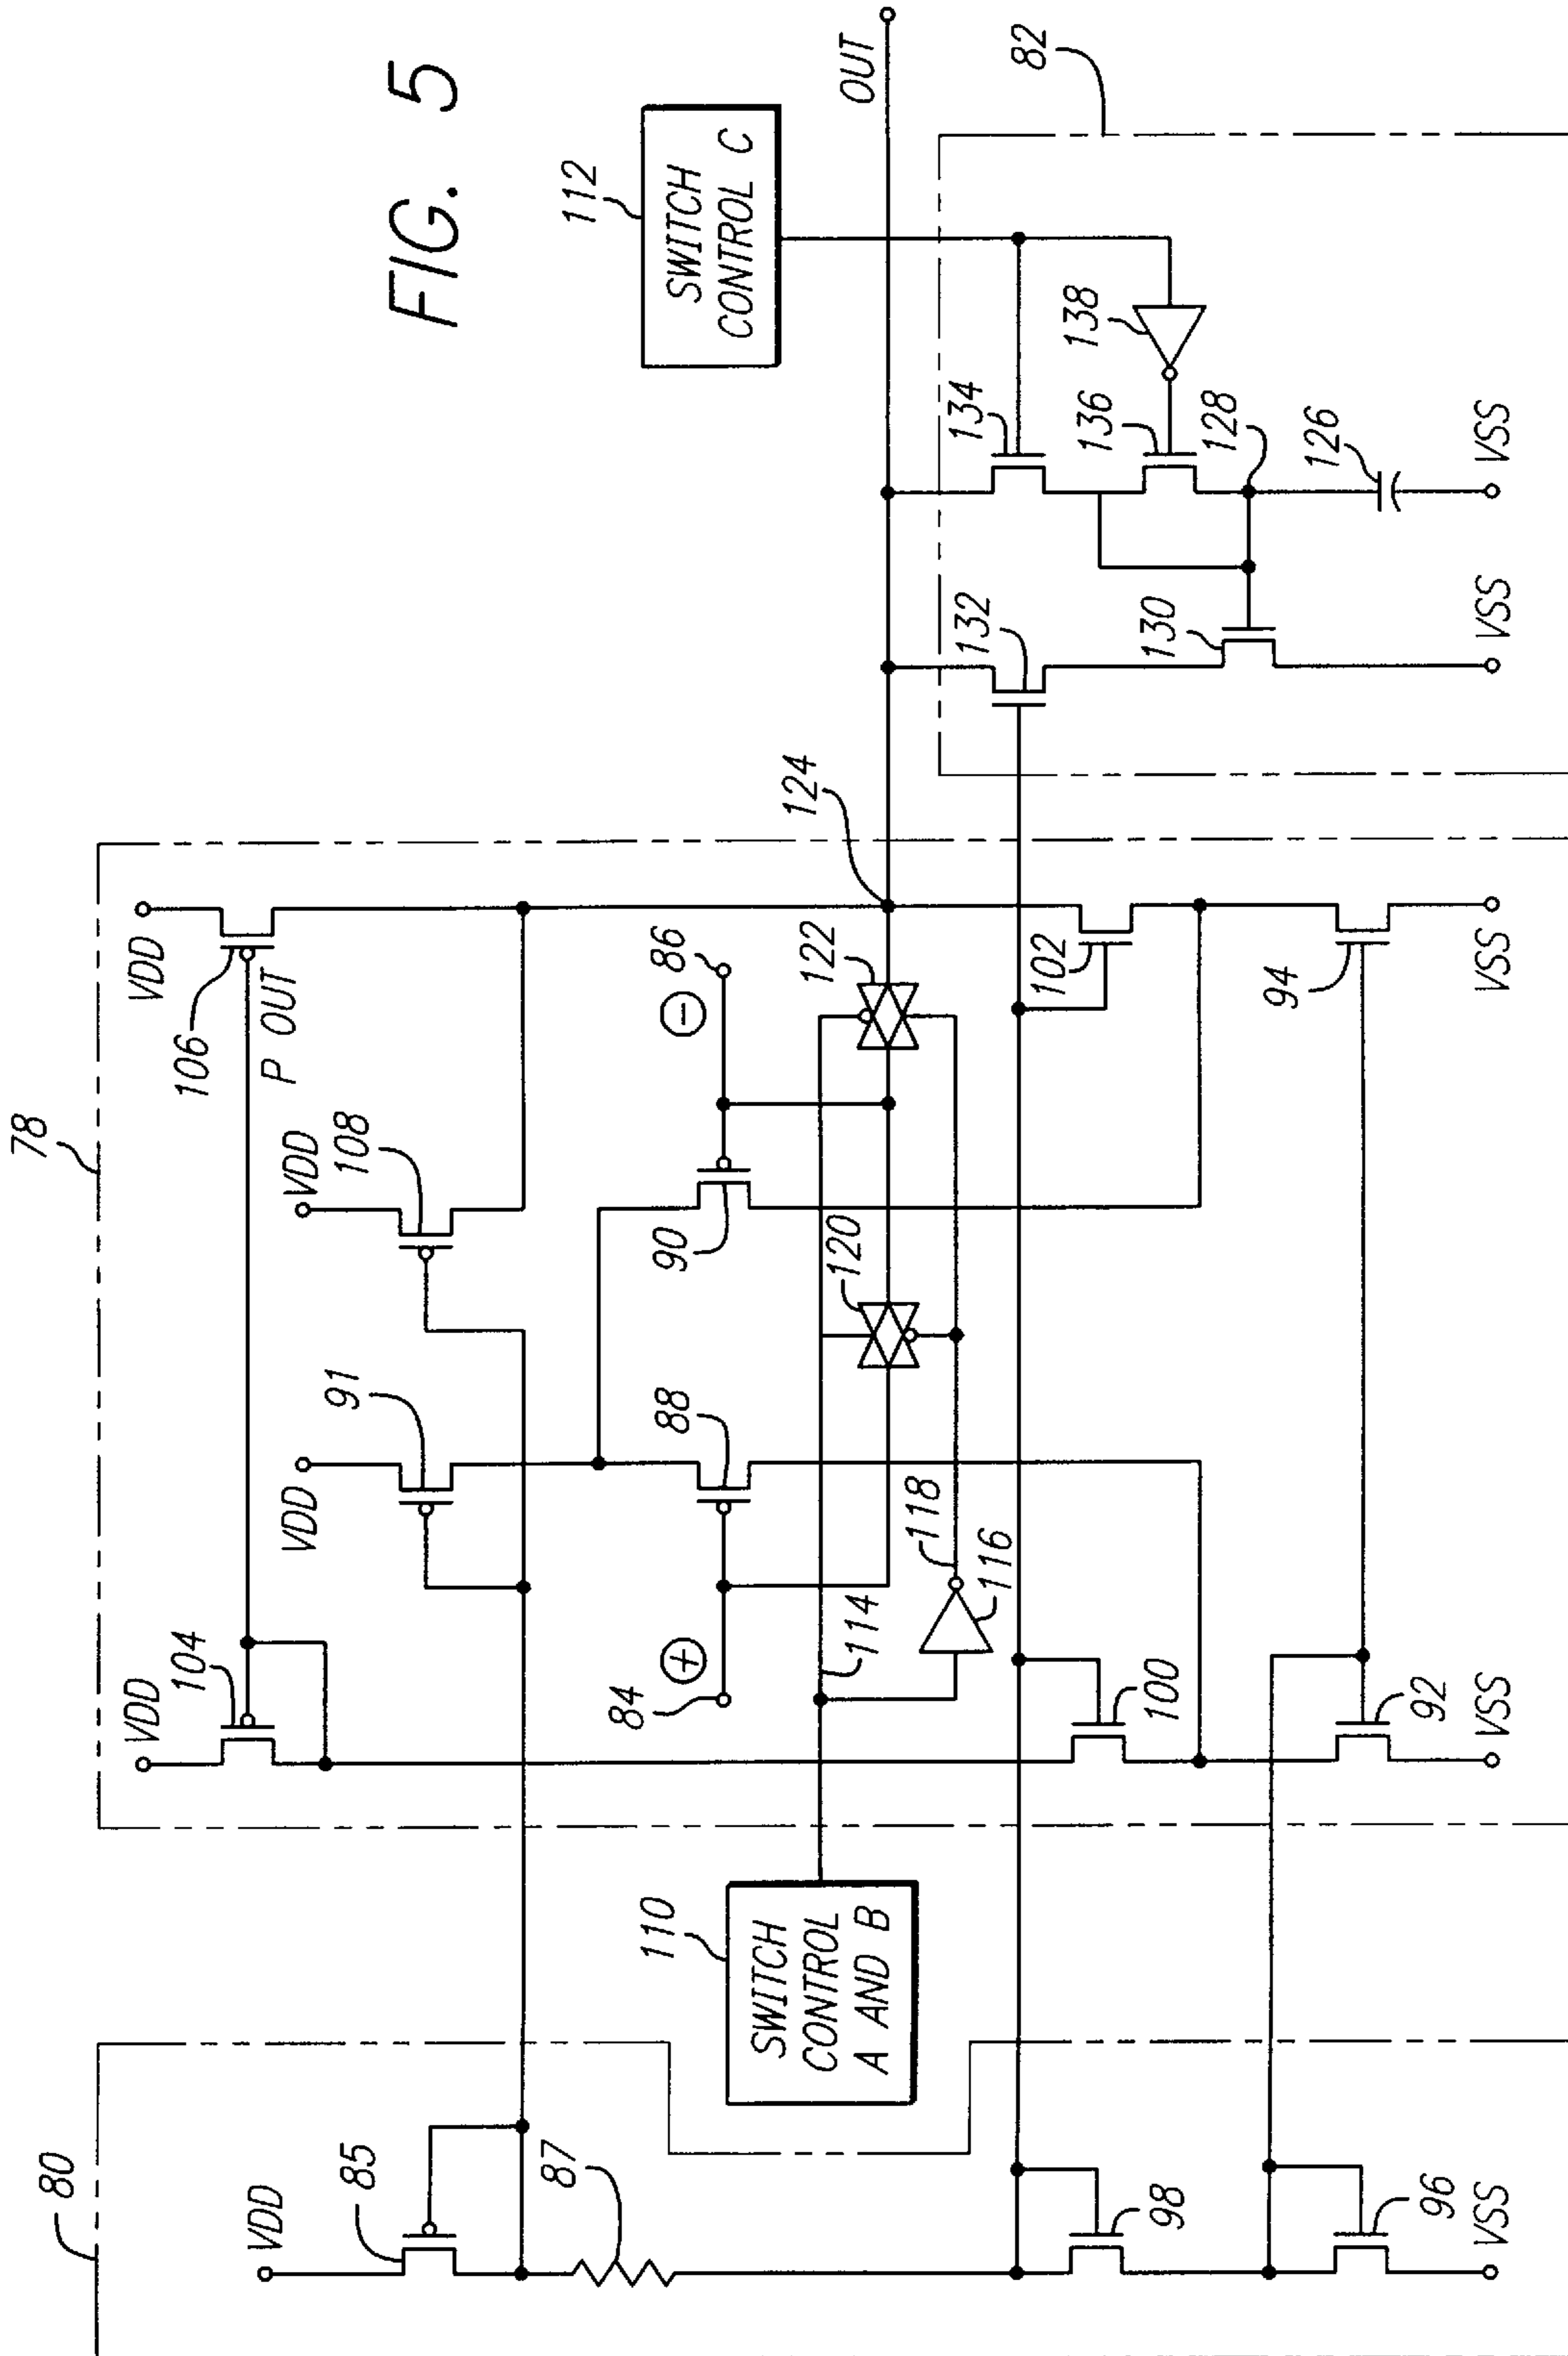 FIG. 5
80
VDD
85
87
98
96
VSS
110
SWITCH
CONTROL
A AND B
78
VDD
104
106
P OUT
VDD
VDD
91
VDD
108
84
+
88
90
86
−
114
116
118
120
122
124
100
102
92
VSS
94
VSS
112
SWITCH
CONTROL C
OUT
82
132
134
136
138
130
128
126
VSS
VSS